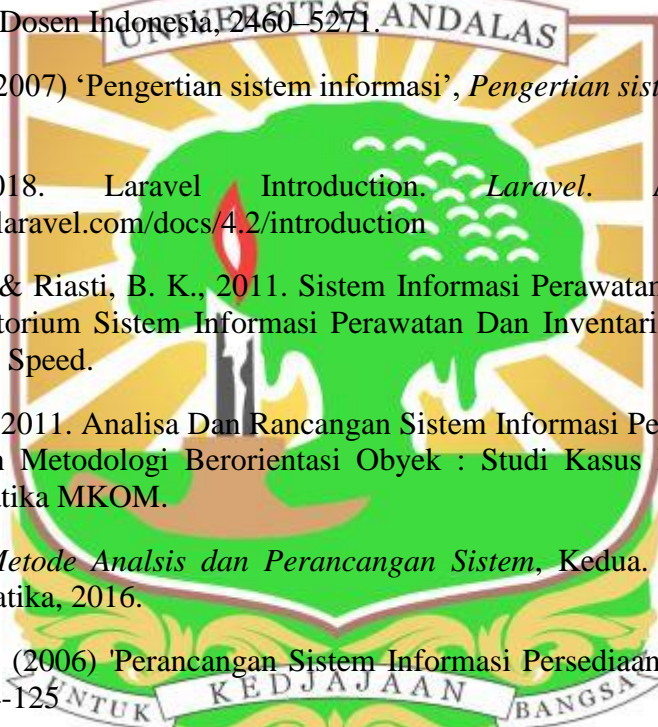 Dosen Indonesia, 2460–5271.
UNIVERSITAS ANDALAS
2007) ‘Pengertian sistem informasi’, Pengertian sist
018. Laravel Introduction. Laravel. A
laravel.com/docs/4.2/introduction
& Riasti, B. K., 2011. Sistem Informasi Perawatan
torium Sistem Informasi Perawatan Dan Inventari
Speed.
2011. Analisa Dan Rancangan Sistem Informasi Pe
n Metodologi Berorientasi Obyek : Studi Kasus
atika MKOM.
Metode Analsis dan Perancangan Sistem, Kedua.
atika, 2016.
(2006) 'Perancangan Sistem Informasi Persediaan
-125
UNTUK KEDJAJAAN BANGSA